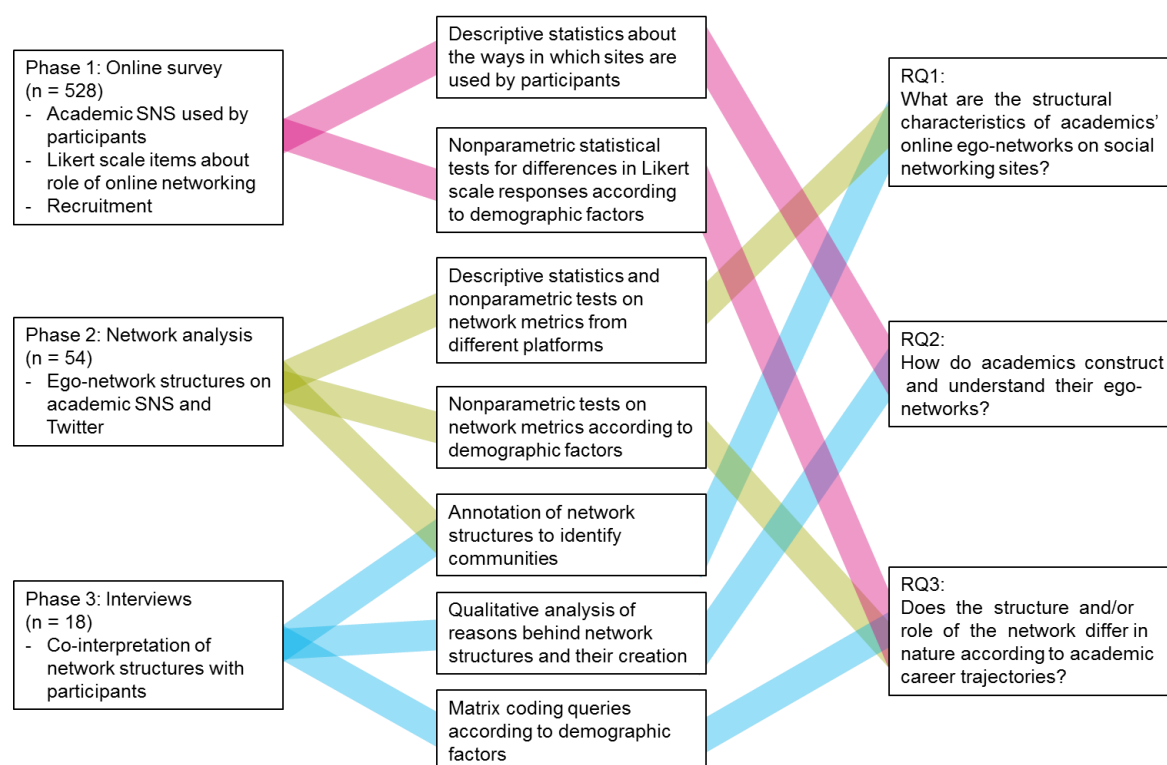 Phase 1: Online survey
(n = 528)
- Academic SNS used by
participants
- Likert scale items about
role of online networking
- Recruitment
Phase 2: Network analysis
(n = 54)
- Ego-network structures on
academic SNS and
Twitter
Phase 3: Interviews
(n = 18)
- Co-interpretation of
network structures with
participants
Descriptive statistics about
the ways in which sites are
used by participants
Nonparametric statistical
tests for differences in Likert
scale responses according
to demographic factors
Descriptive statistics and
nonparametric tests on
network metrics from
different platforms
Nonparametric tests on
network metrics according to
demographic factors
Annotation of network
structures to identify
communities
Qualitative analysis of
reasons behind network
structures and their creation
Matrix coding queries
according to demographic
factors
RQ1:
What are the structural
characteristics of academics’
online ego-networks on social
networking sites?
RQ2:
How do academics construct
and understand their ego-
networks?
RQ3:
Does the structure and/or
role of the network differ in
nature according to academic
career trajectories?